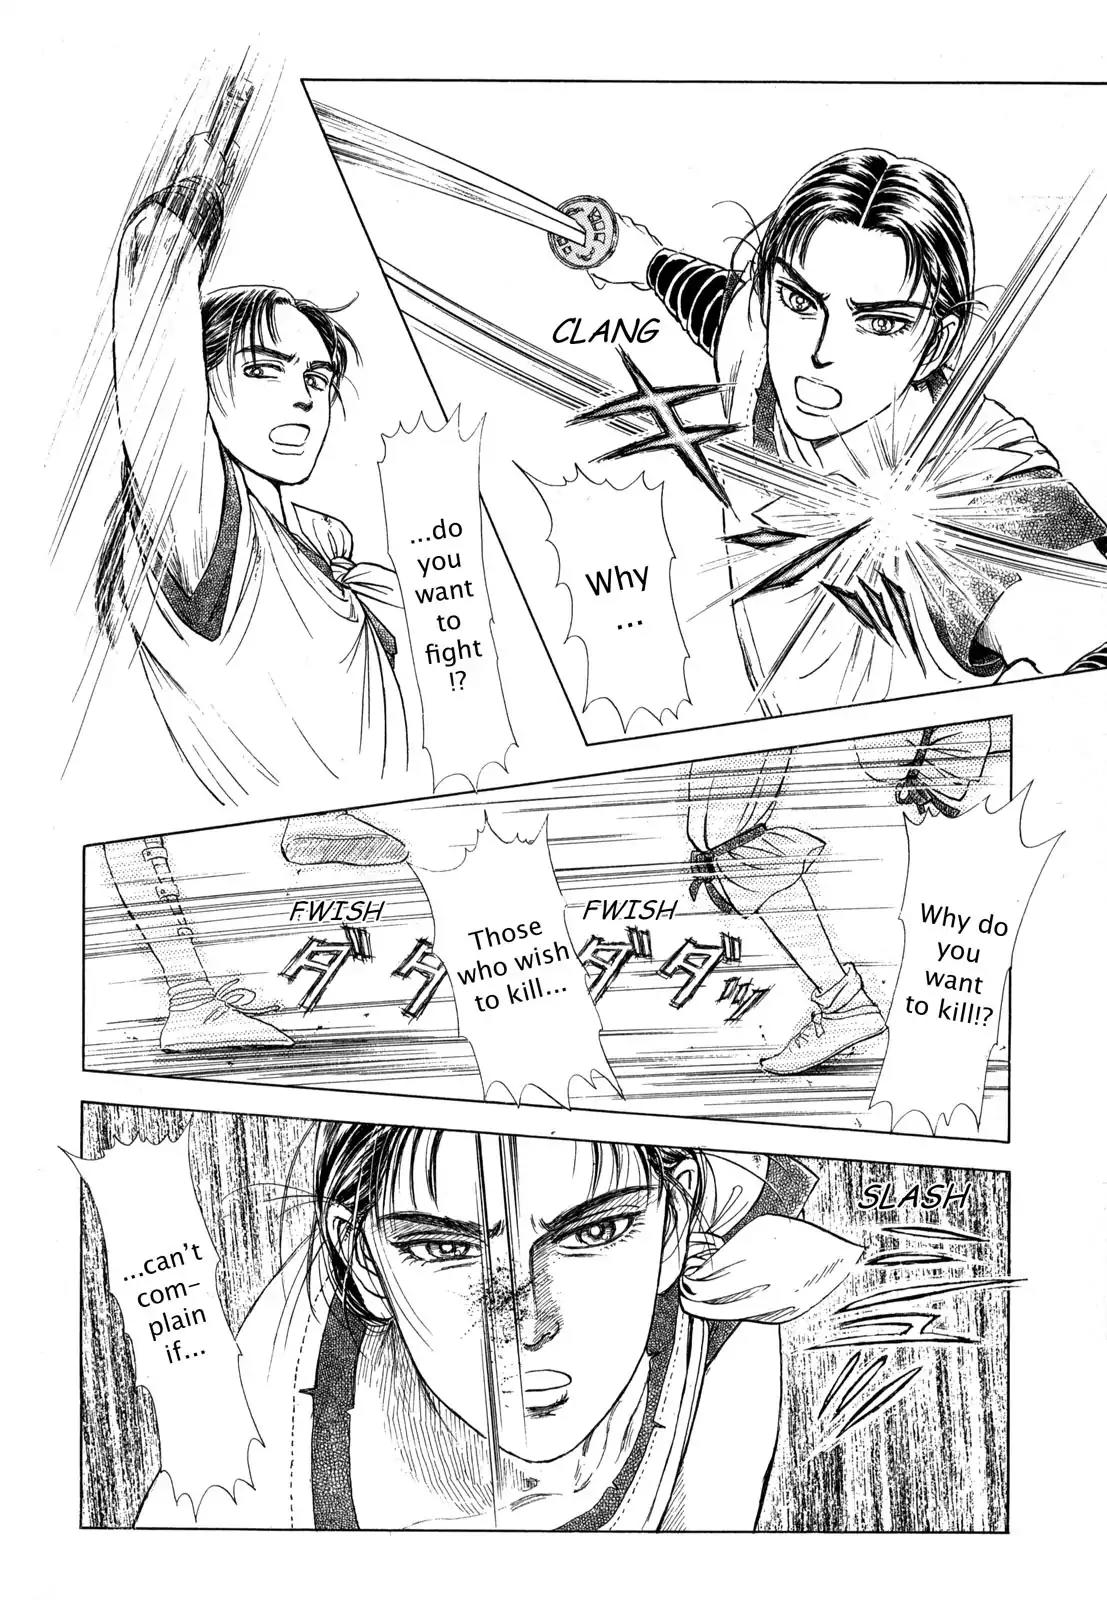 CLANG
Why
...
...do
you
want
to
fight
!?
Why do
you
want
to kill!?
FWISH
ダダッ
Those
who wish
to kill...
FWISH
ダダ
SLASH
...can't
com-
plain
if...